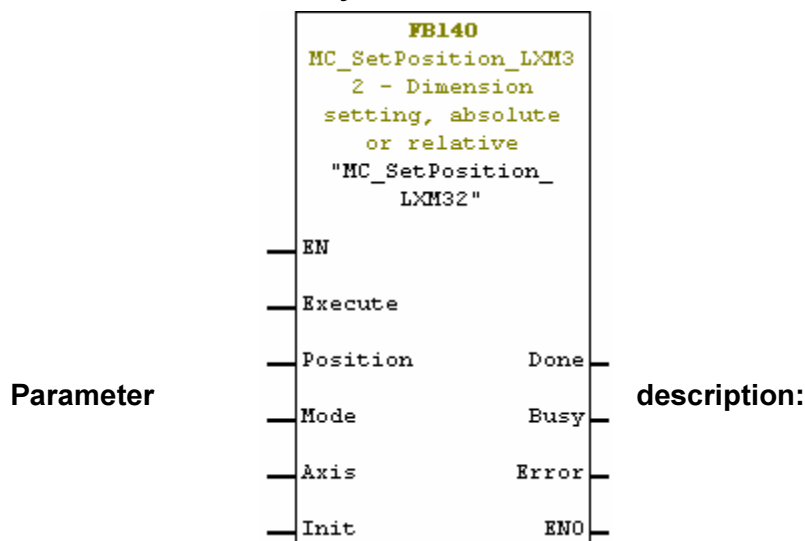 FB140
MC_SetPosition_LXM3
2 - Dimension
setting, absolute
or relative
"MC_SetPosition_
LXM32"
EN
Execute
Position Done
Parameter description:
Mode Busy
Axis Error
Init ENO